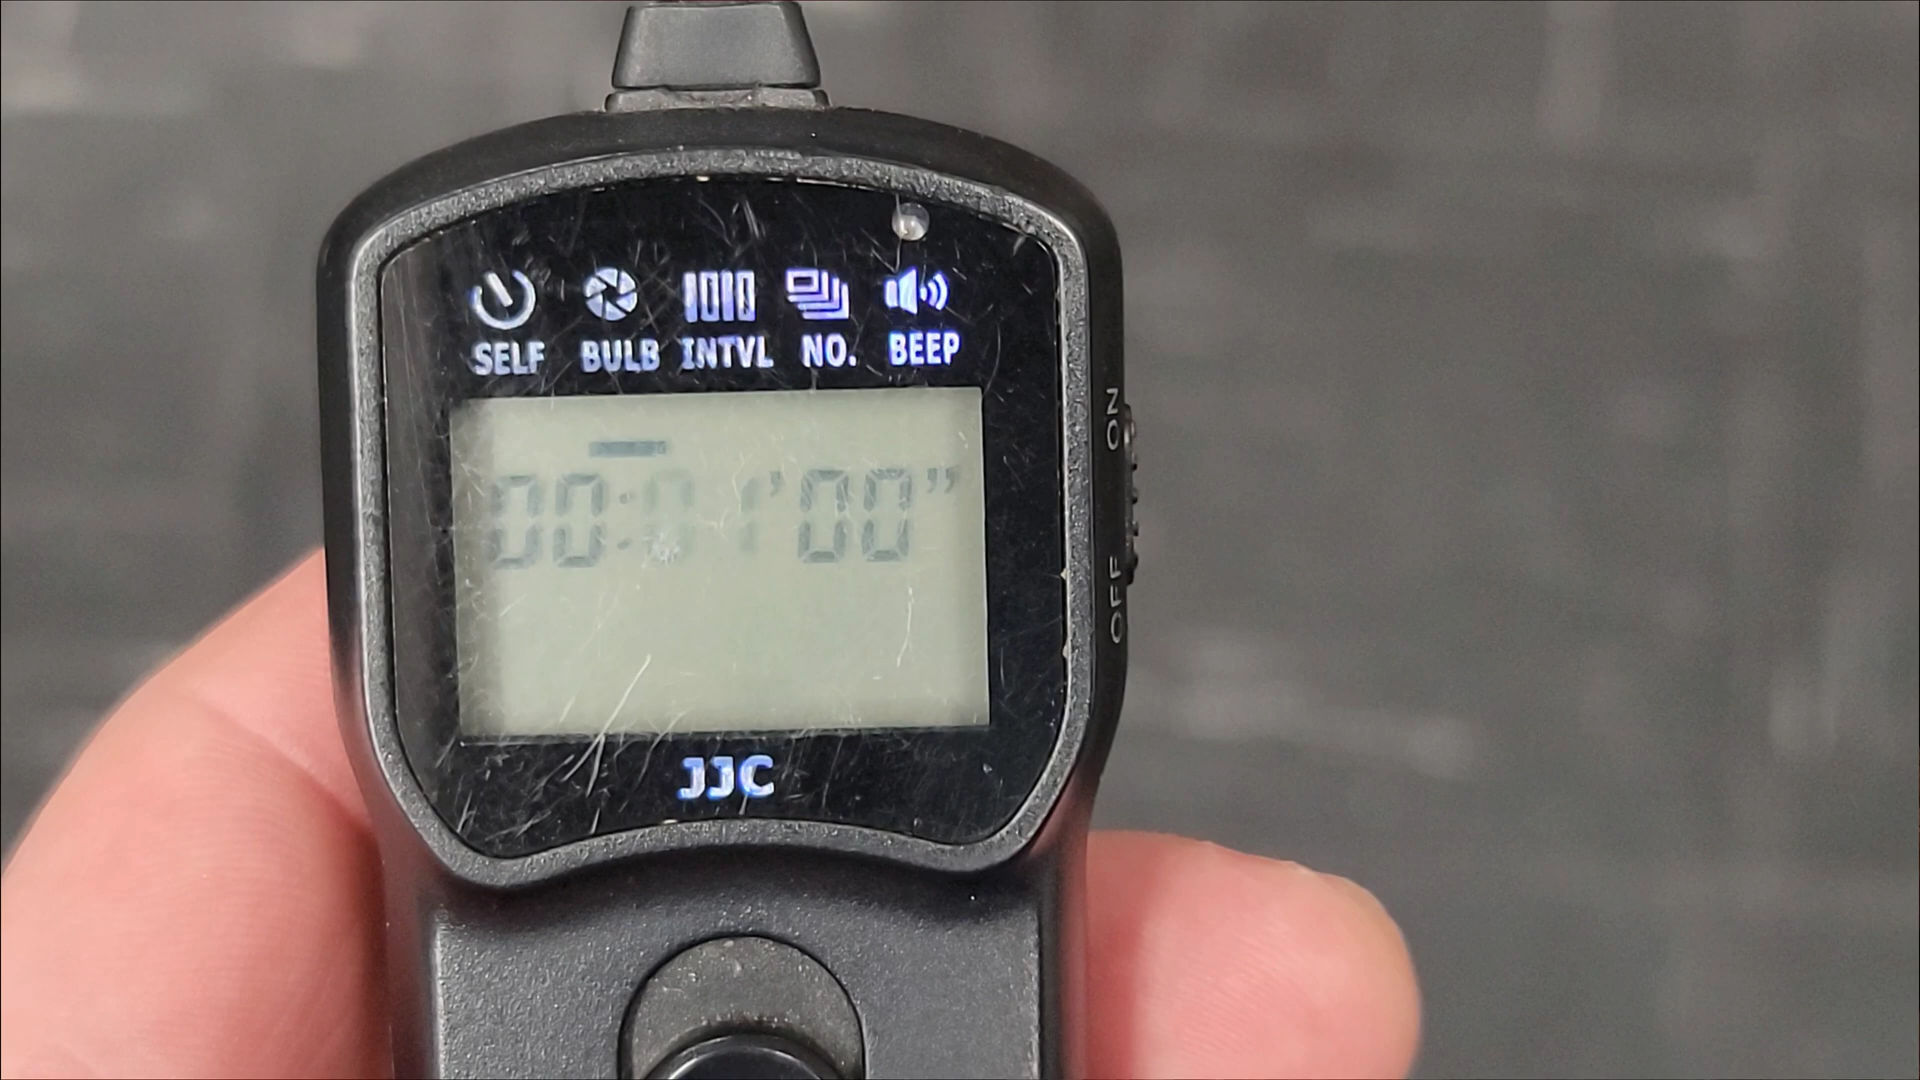 SELF BULB INTVL NO. BEEP
00:01'00"
JJC
ON
OFF